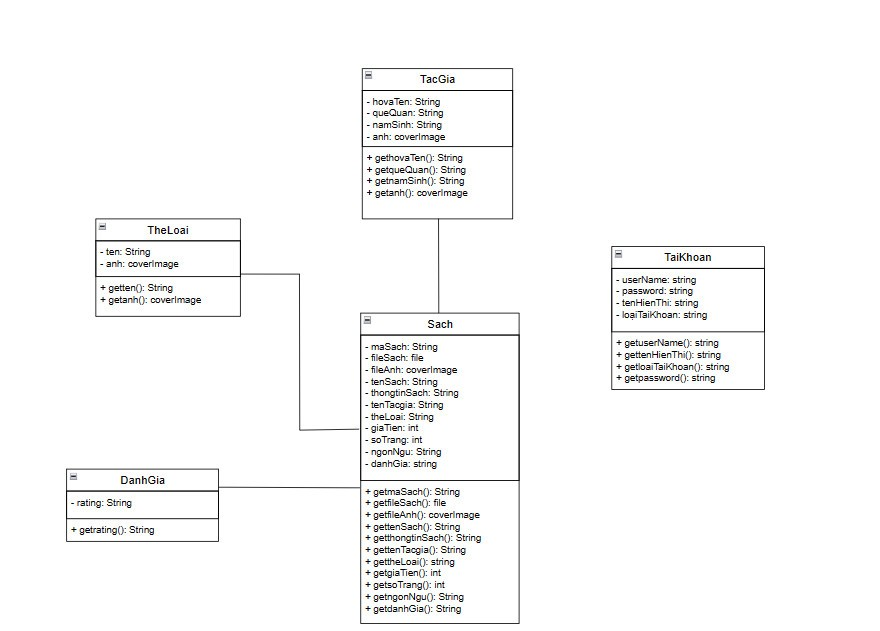 TacGia
- hovaTen: String
- queQuan: String
- namSinh: String
- anh: coverImage
+ gethovaTen(): String
+ getqueQuan(): String
+ getnamSinh(): String
+ getanh(): coverImage
TheLoai
- ten: String
- anh: coverImage
+ getten(): String
+ getanh(): coverImage
TaiKhoan
- userName: string
- password: string
- tenHienThi: string
- loạiTaiKhoan: string
+ getuserName(): string
+ gettenHienThi(): string
+ getloaiTaiKhoan(): string
+ getpassword(): string
Sach
- maSach: String
- fileSach: file
- fileAnh: coverImage
- tenSach: String
- thongtinSach: String
- tenTacgia: String
- theLoai: String
- giaTien: int
- soTrang: int
- ngonNgu: String
- danhGia: string
+ getmaSach(): String
+ getfileSach(): file
+ getfileAnh(): coverImage
+ gettenSach(): String
+ getthongtinSach(): String
+ gettenTacgia(): String
+ gettheLoai(): string
+ getgiaTien(): int
+ getsoTrang(): int
+ getngonNgu(): String
+ getdanhGia(): String
DanhGia
- rating: String
+ getrating(): String